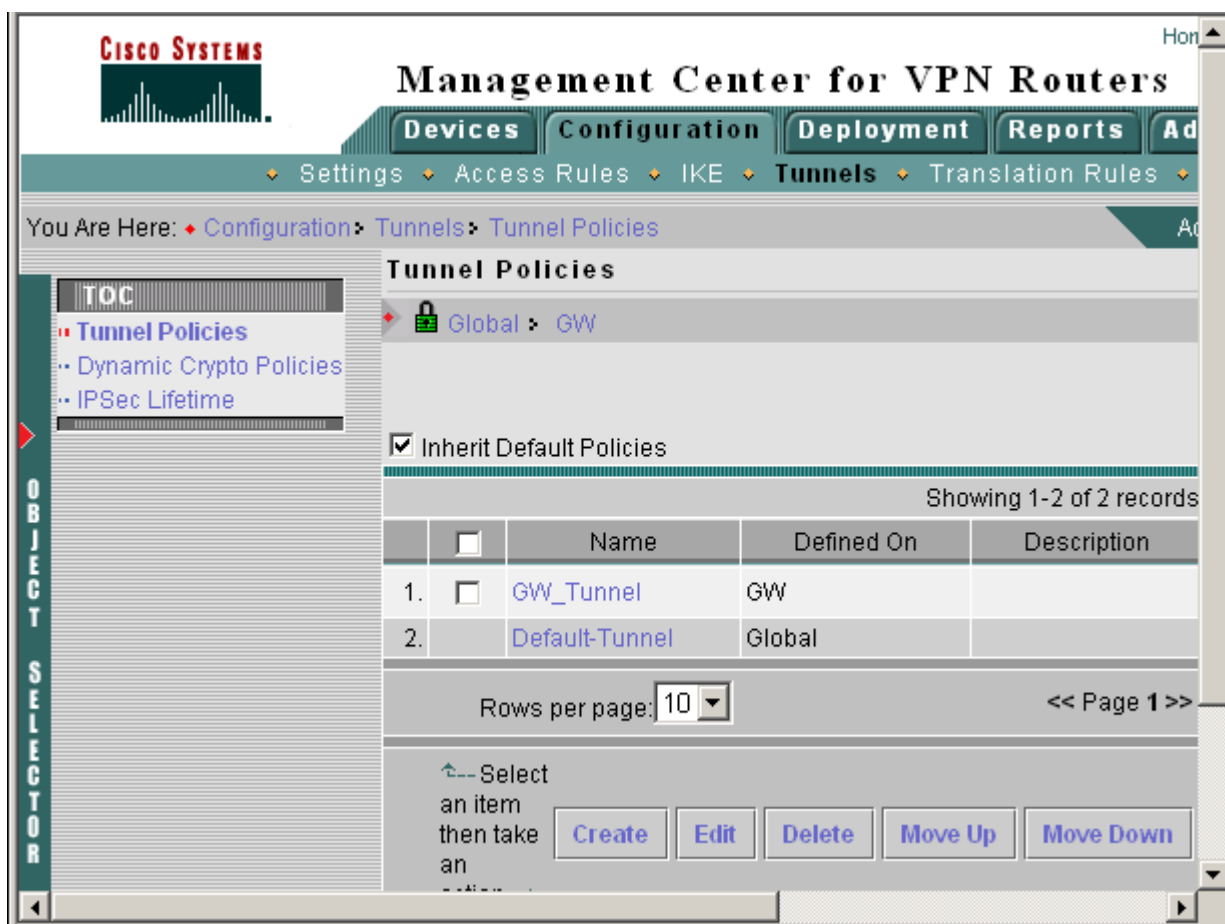 Hon
CISCO SYSTEMS
Management Center for VPN Routers
Devices Configuration Deployment Reports Ad
Settings Access Rules IKE Tunnels Translation Rules
You Are Here: Configuration> Tunnels> Tunnel Policies
Ac
Tunnel Policies
TOC
Tunnel Policies
Dynamic Crypto Policies
IPSec Lifetime
Global > GW
Inherit Default Policies
Showing 1-2 of 2 records
Name Defined On Description
1. GW_Tunnel GW
2. Default-Tunnel Global
Rows per page: 10 << Page 1 >>
Select
an item
then take
an
Create Edit Delete Move Up Move Down
OBJECT SELECTOR